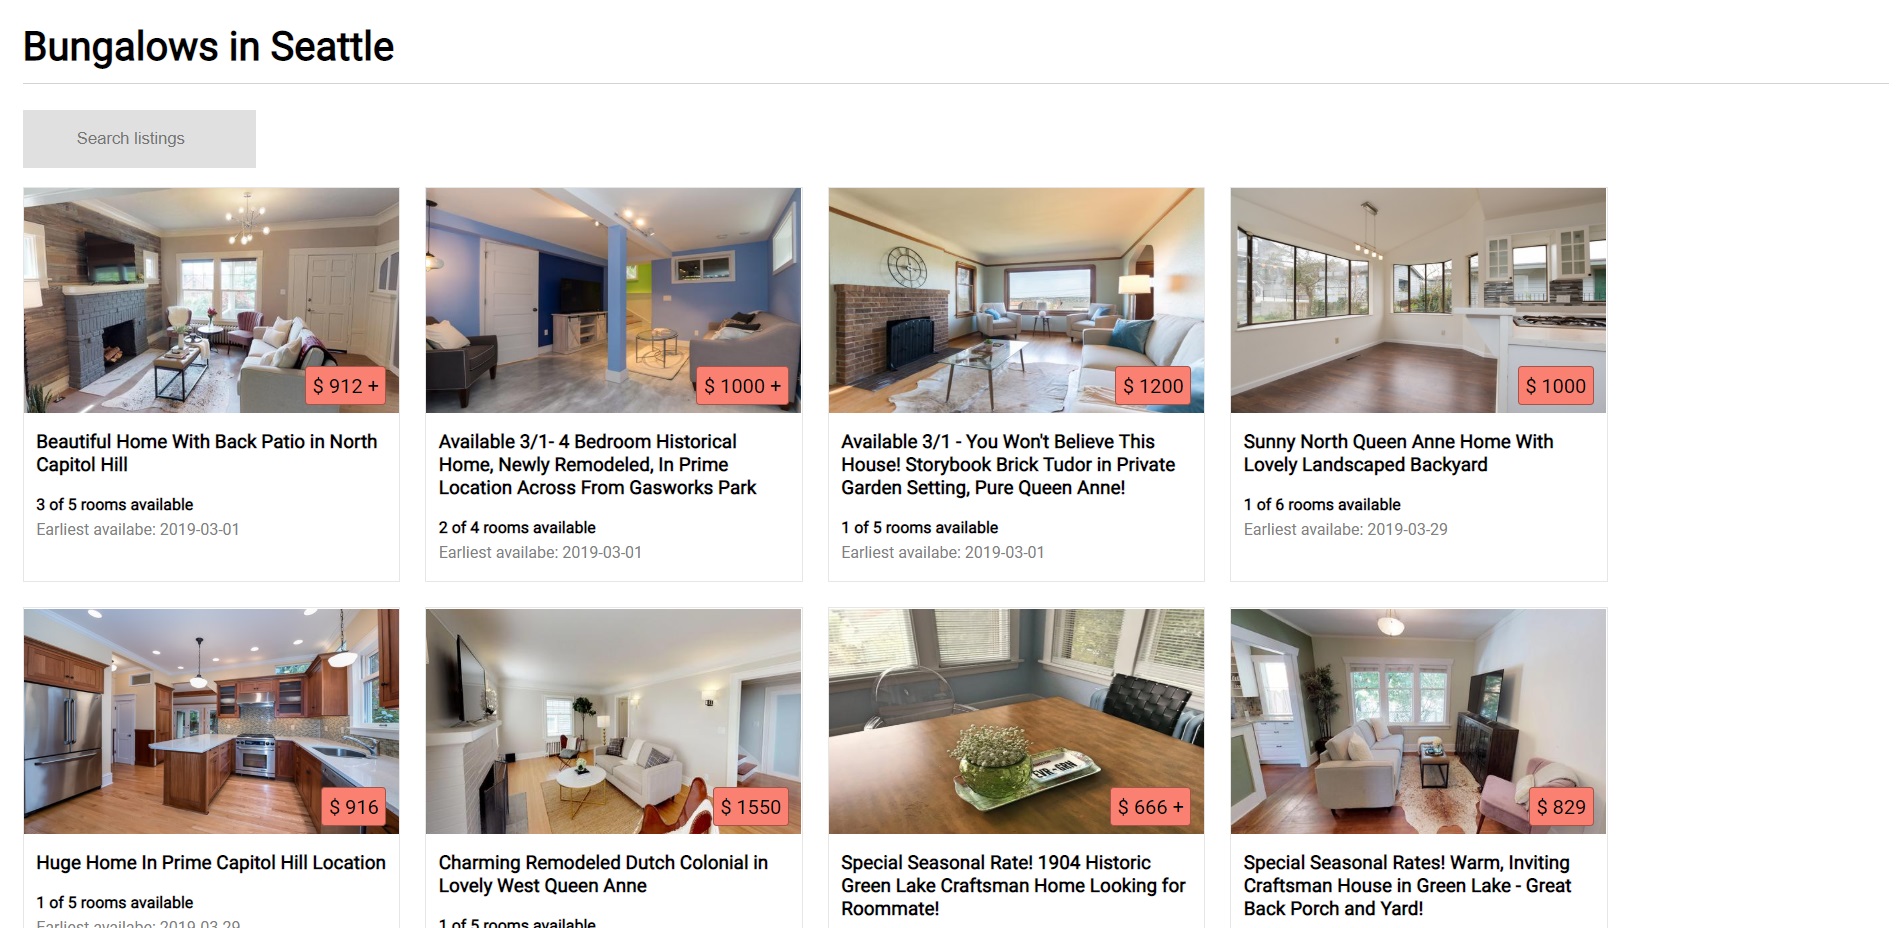 Bungalows in Seattle
Search listings
$ 912 +
$ 1000 +
$ 1200
$ 1000
Beautiful Home With Back Patio in North
Capitol Hill
3 of 5 rooms available
Earliest availabe: 2019-03-01
Available 3/1- 4 Bedroom Historical
Home, Newly Remodeled, In Prime
Location Across From Gasworks Park
2 of 4 rooms available
Earliest availabe: 2019-03-01
Available 3/1 - You Won't Believe This
House! Storybook Brick Tudor in Private
Garden Setting, Pure Queen Anne!
1 of 5 rooms available
Earliest availabe: 2019-03-01
Sunny North Queen Anne Home With
Lovely Landscaped Backyard
1 of 6 rooms available
Earliest availabe: 2019-03-29
$ 916
$ 1550
EVR-GRN
$ 666 +
$ 829
Huge Home In Prime Capitol Hill Location
1 of 5 rooms available
Earliest availabe: 2019-03-29
Charming Remodeled Dutch Colonial in
Lovely West Queen Anne
1 of 5 rooms available
Special Seasonal Rate! 1904 Historic
Green Lake Craftsman Home Looking for
Roommate!
Special Seasonal Rates! Warm, Inviting
Craftsman House in Green Lake - Great
Back Porch and Yard!